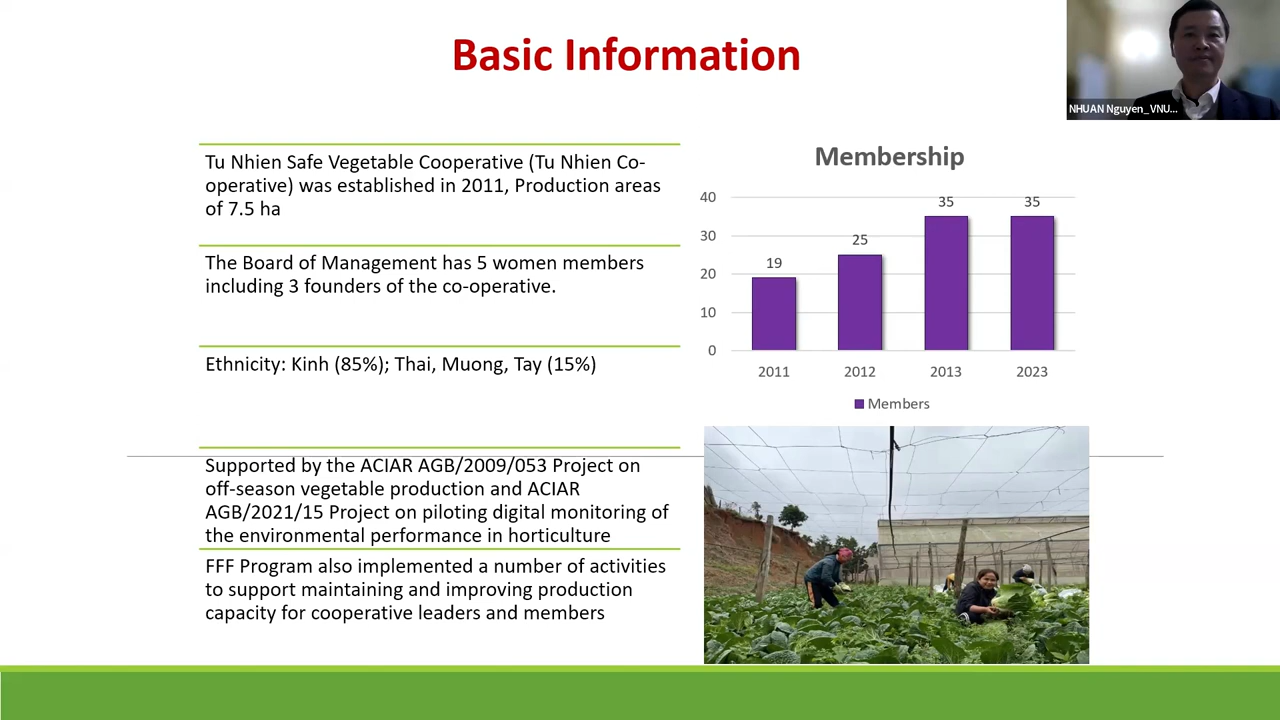 Basic Information
NHUAN Nguyen_VNU...
Tu Nhien Safe Vegetable Cooperative (Tu Nhien Co-
operative) was established in 2011, Production areas
of 7.5 ha
The Board of Management has 5 women members
including 3 founders of the co-operative.
Ethnicity: Kinh (85%); Thai, Muong, Tay (15%)
Supported by the ACIAR AGB/2009/053 Project on
off-season vegetable production and ACIAR
AGB/2021/15 Project on piloting digital monitoring of
the environmental performance in horticulture
FFF Program also implemented a number of activities
to support maintaining and improving production
capacity for cooperative leaders and members
Membership
40
30
20
10
0
19
25
35
35
2011
2012
2013
2023
Members